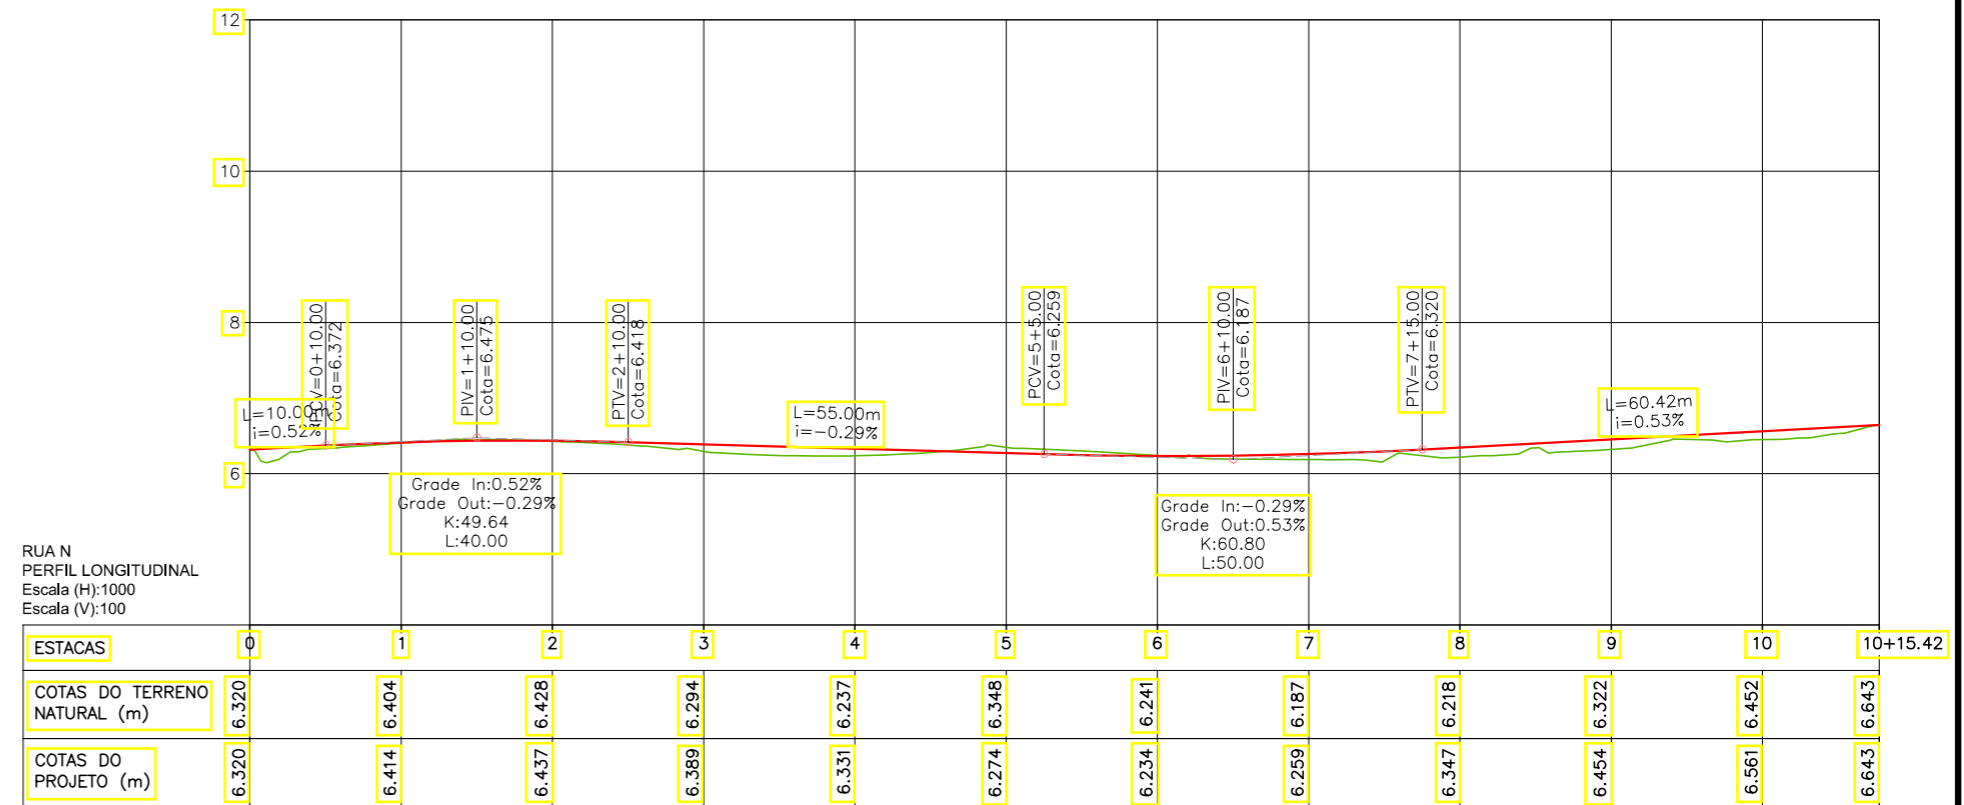 12
10
8
6
PCV=0+10.00
Cota=6.372
PIV=1+10.00
Cota=6.475
PTV=2+10.00
Cota=6.418
PCV=5+5.00
Cota=6.259
PIV=6+10.00
Cota=6.187
PTV=7+15.00
Cota=6.320
L=10.00m
i=0.52%
L=55.00m
i=-0.29%
L=60.42m
i=0.53%
Grade In:0.52%
Grade Out:-0.29%
K:49.64
L:40.00
Grade In:-0.29%
Grade Out:0.53%
K:60.80
L:50.00
RUA N
PERFIL LONGITUDINAL
Escala (H):1000
Escala (V):100
ESTACAS 0 1 2 3 4 5 6 7 8 9 10 10+15.42
COTAS DO TERRENO
NATURAL (m)
6.320 6.404 6.428 6.294 6.237 6.348 6.241 6.187 6.218 6.322 6.452 6.643
COTAS DO
PROJETO (m)
6.320 6.414 6.437 6.389 6.331 6.274 6.234 6.259 6.347 6.454 6.561 6.643